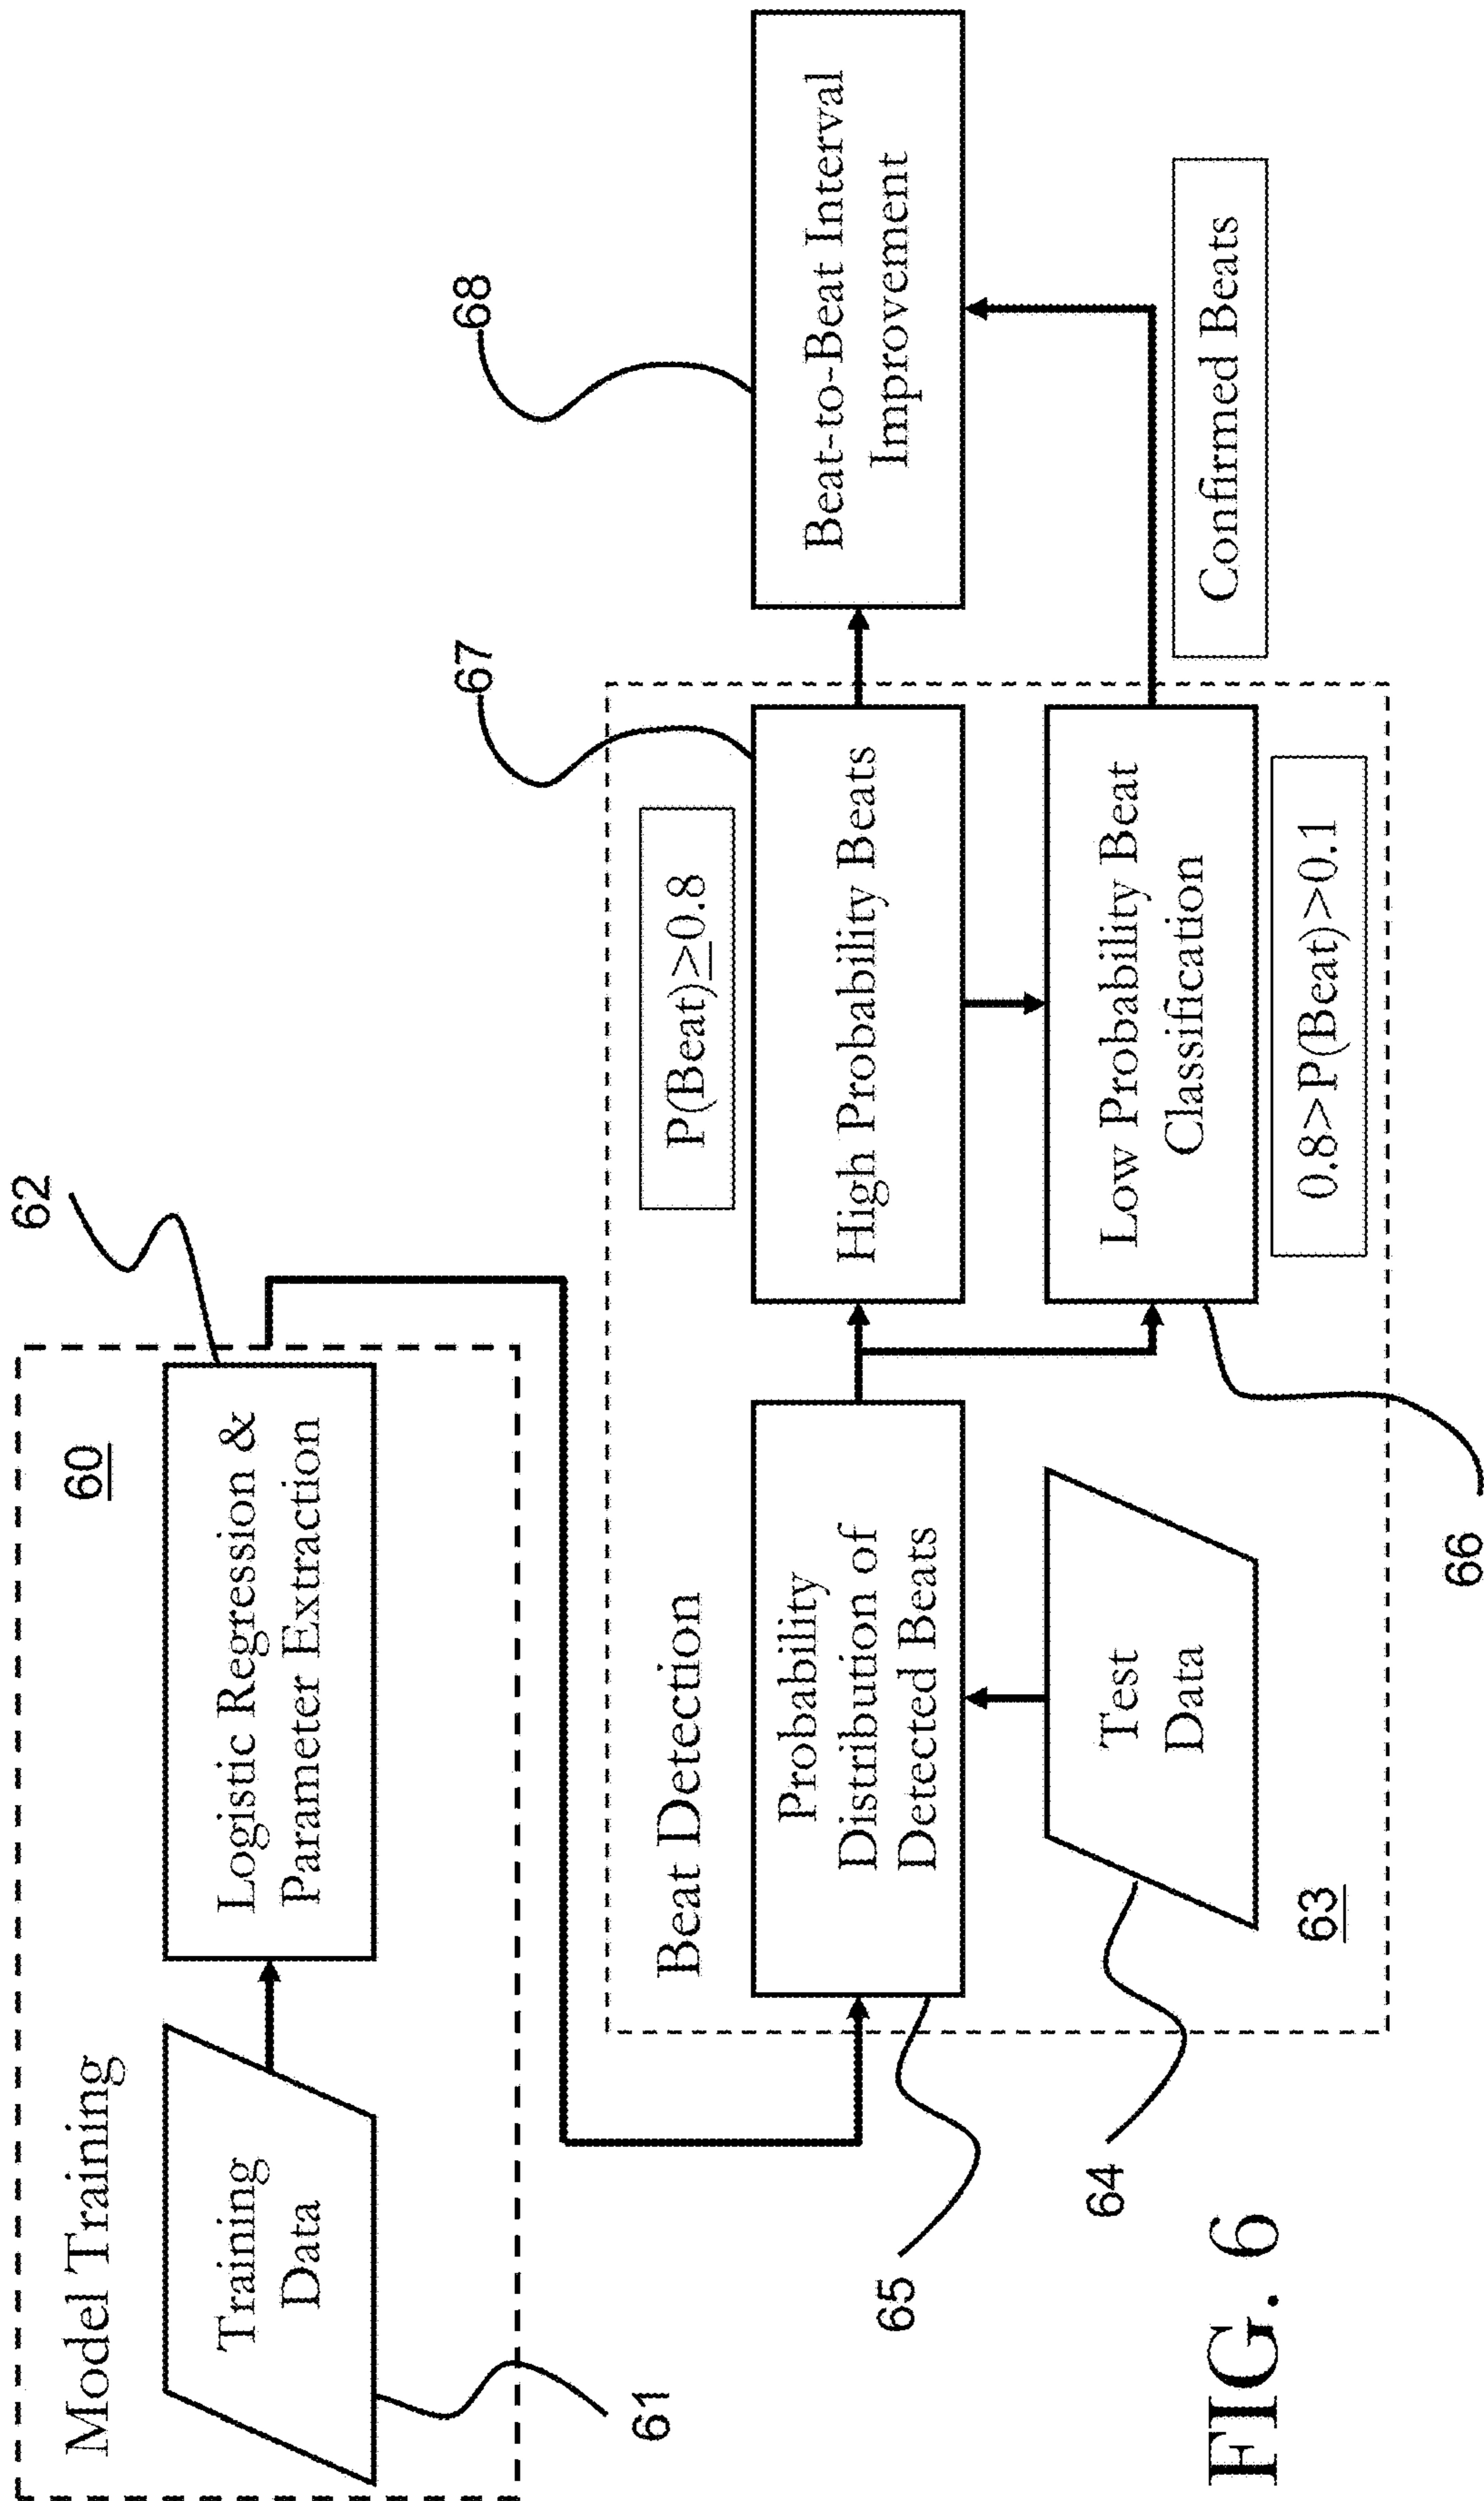 Model Training
60
62
Training
Data
Logistic Regression &
Parameter Extraction
61
Beat Detection
P(Beat)≥0.8
67
68
Probability
Distribution of
Detected Beats
High Probability Beats
Beat-to-Beat Interval
Improvement
65
Test
Data
Low Probability Beat
Classification
64
63
0.8>P(Beat)>0.1
Confirmed Beats
66
FIG. 6